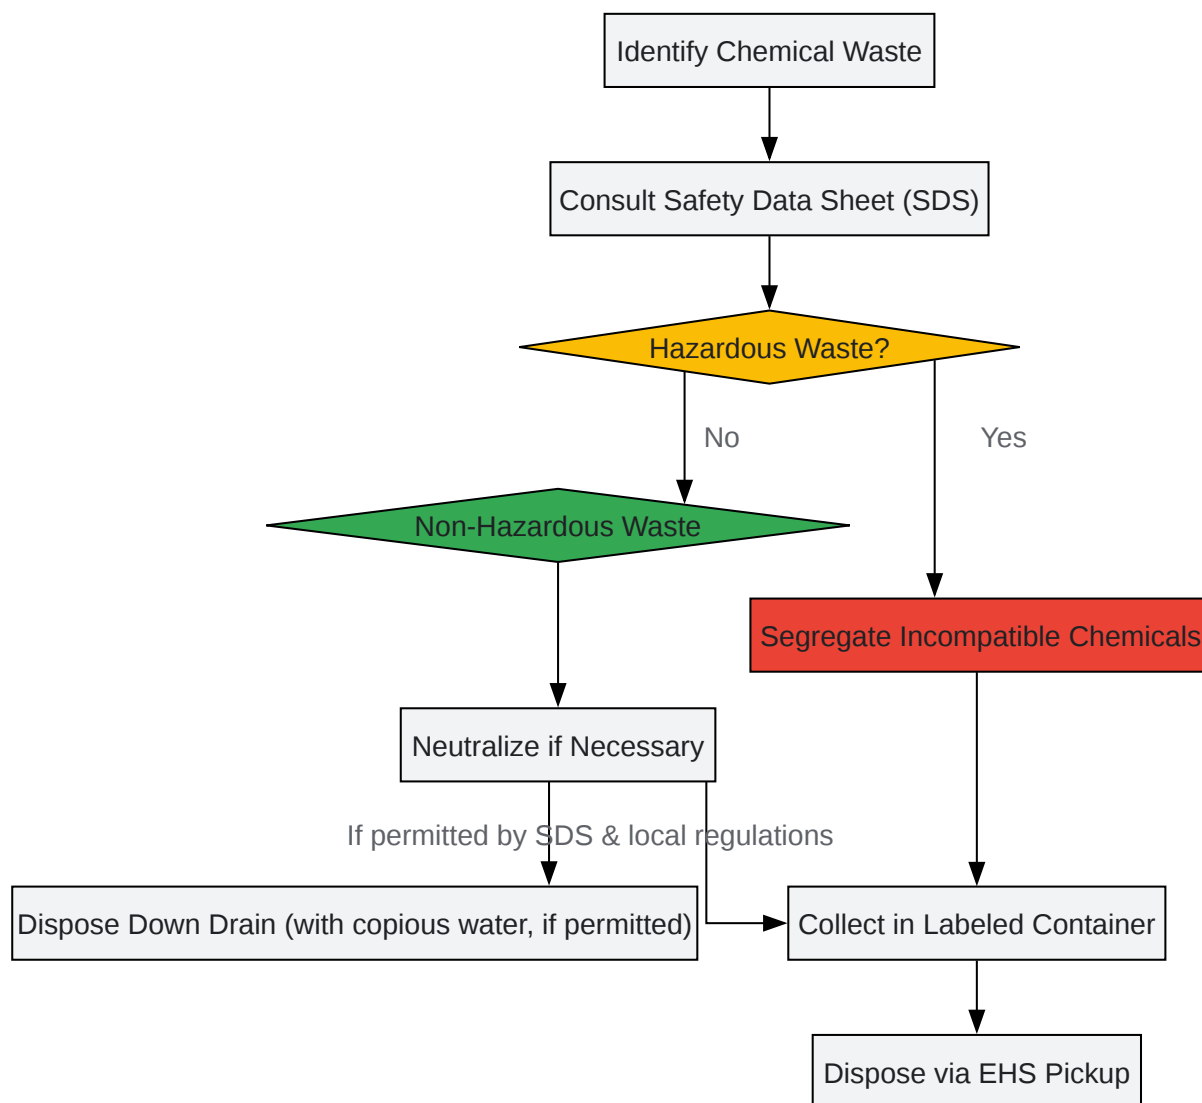 Identify Chemical Waste
Consult Safety Data Sheet (SDS)
Hazardous Waste?
No
Yes
Non-Hazardous Waste
Segregate Incompatible Chemicals
Neutralize if Necessary
If permitted by SDS & local regulations
Dispose Down Drain (with copious water, if permitted)
Collect in Labeled Container
Dispose via EHS Pickup